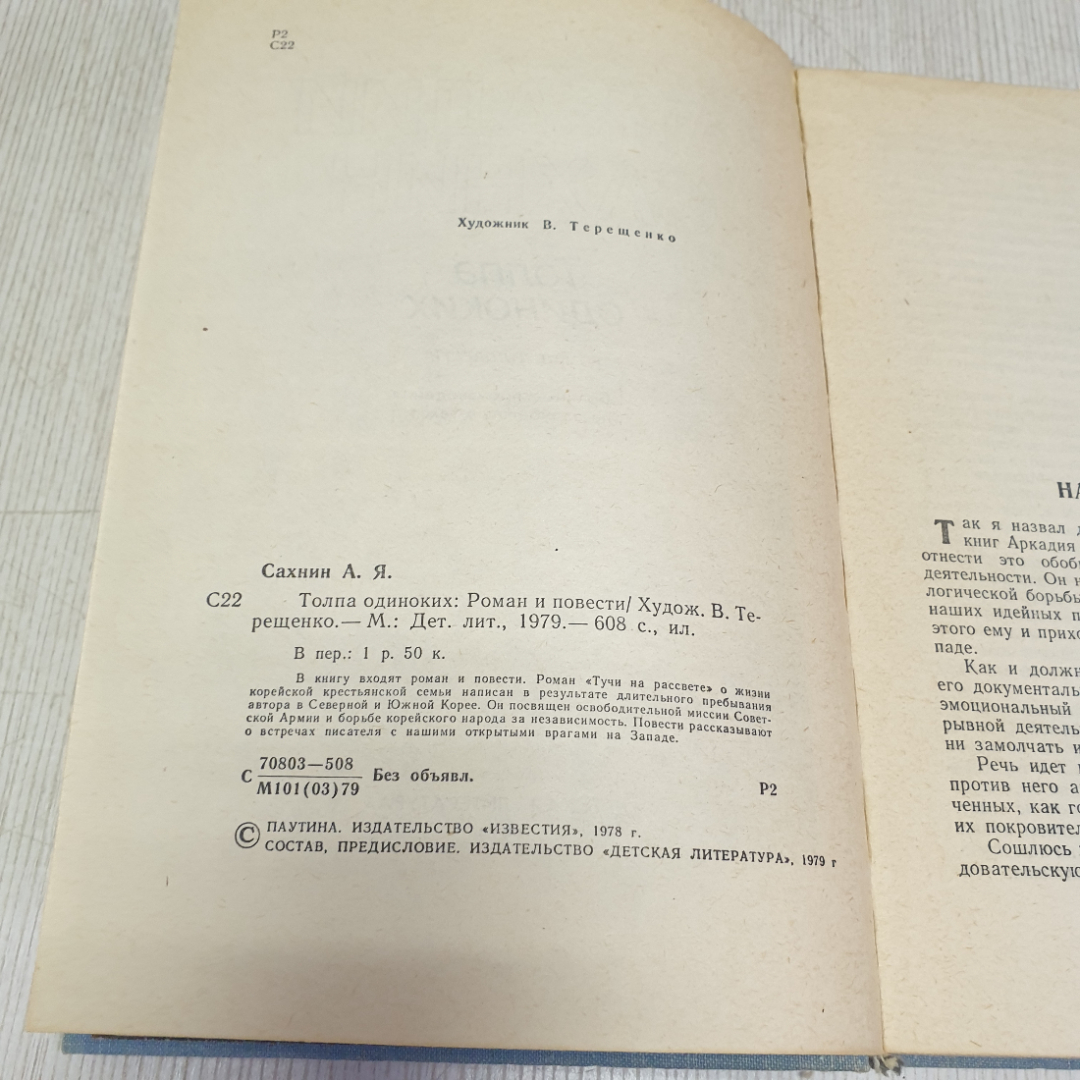 Р2
С22
Художник В. Терещенко
Сахнин А. Я.
С22 Толпа одиноких: Роман и повести/ Худож. В. Те-
рещенко.— М.: Дет. лит., 1979.— 608 с., ил.
В пер.: 1 р. 50 к.
В книгу входят роман и повести. Роман «Тучи на рассвете» о жизни
корейской крестьянской семьи написан в результате длительного пребывания
автора в Северной и Южной Корее. Он посвящен освободительной миссии Совет-
ской Армии и борьбе корейского народа за независимость. Повести рассказывают
о встречах писателя с нашими открытыми врагами на Западе.
С 70803—508
М101(03)79 Без объявл.
Р2
© ПАУТИНА. ИЗДАТЕЛЬСТВО «ИЗВЕСТИЯ», 1978 г.
СОСТАВ, ПРЕДИСЛОВИЕ. ИЗДАТЕЛЬСТВО «ДЕТСКАЯ ЛИТЕРАТУРА», 1979 г
НА
Так я назвал
книг Аркадия
отнести это обоб
деятельности. Он н
логической борьбы
наших идейных п
этого ему и прихо
паде.
Как и должн
его документаль
эмоциональный
рывной деятель
ни замолчать и
Речь идет
против него а
ченных, как го
их покровител
Сошлюсь
довательскую